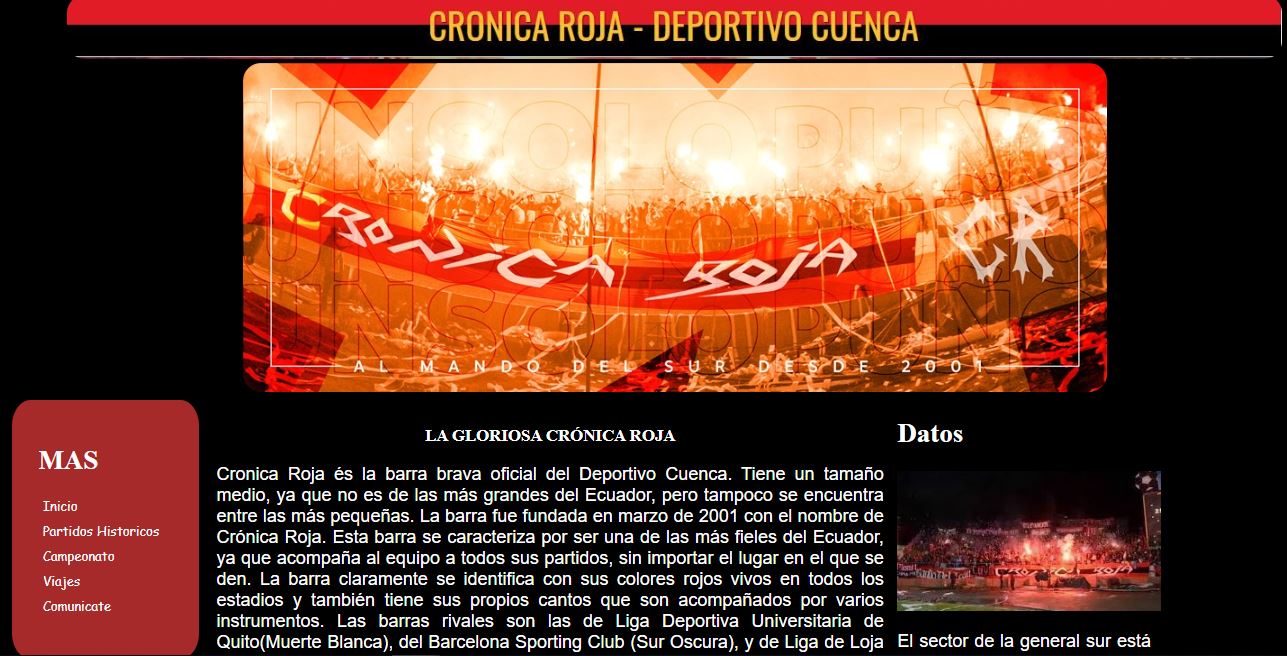 CRONICA ROJA - DEPORTIVO CUENCA
UNSOLOPUÑO
UNSOLOPUÑO
UNSOLOPUÑO
CRONICA ROJA
CR
AL MANDO DEL SUR DESDE 2001
MAS
Inicio
Partidos Historicos
Campeonato
Viajes
Comunicate
LA GLORIOSA CRÓNICA ROJA
Cronica Roja és la barra brava oficial del Deportivo Cuenca. Tiene un tamaño
medio, ya que no es de las más grandes del Ecuador, pero tampoco se encuentra
entre las más pequeñas. La barra fue fundada en marzo de 2001 con el nombre de
Crónica Roja. Esta barra se caracteriza por ser una de las más fieles del Ecuador,
ya que acompaña al equipo a todos sus partidos, sin importar el lugar en el que se
den. La barra claramente se identifica con sus colores rojos vivos en todos los
estadios y también tiene sus propios cantos que son acompañados por varios
instrumentos. Las barras rivales son las de Liga Deportiva Universitaria de
Quito(Muerte Blanca), del Barcelona Sporting Club (Sur Oscura), y de Liga de Loja
Datos
CRONICA ROJA
El sector de la general sur está